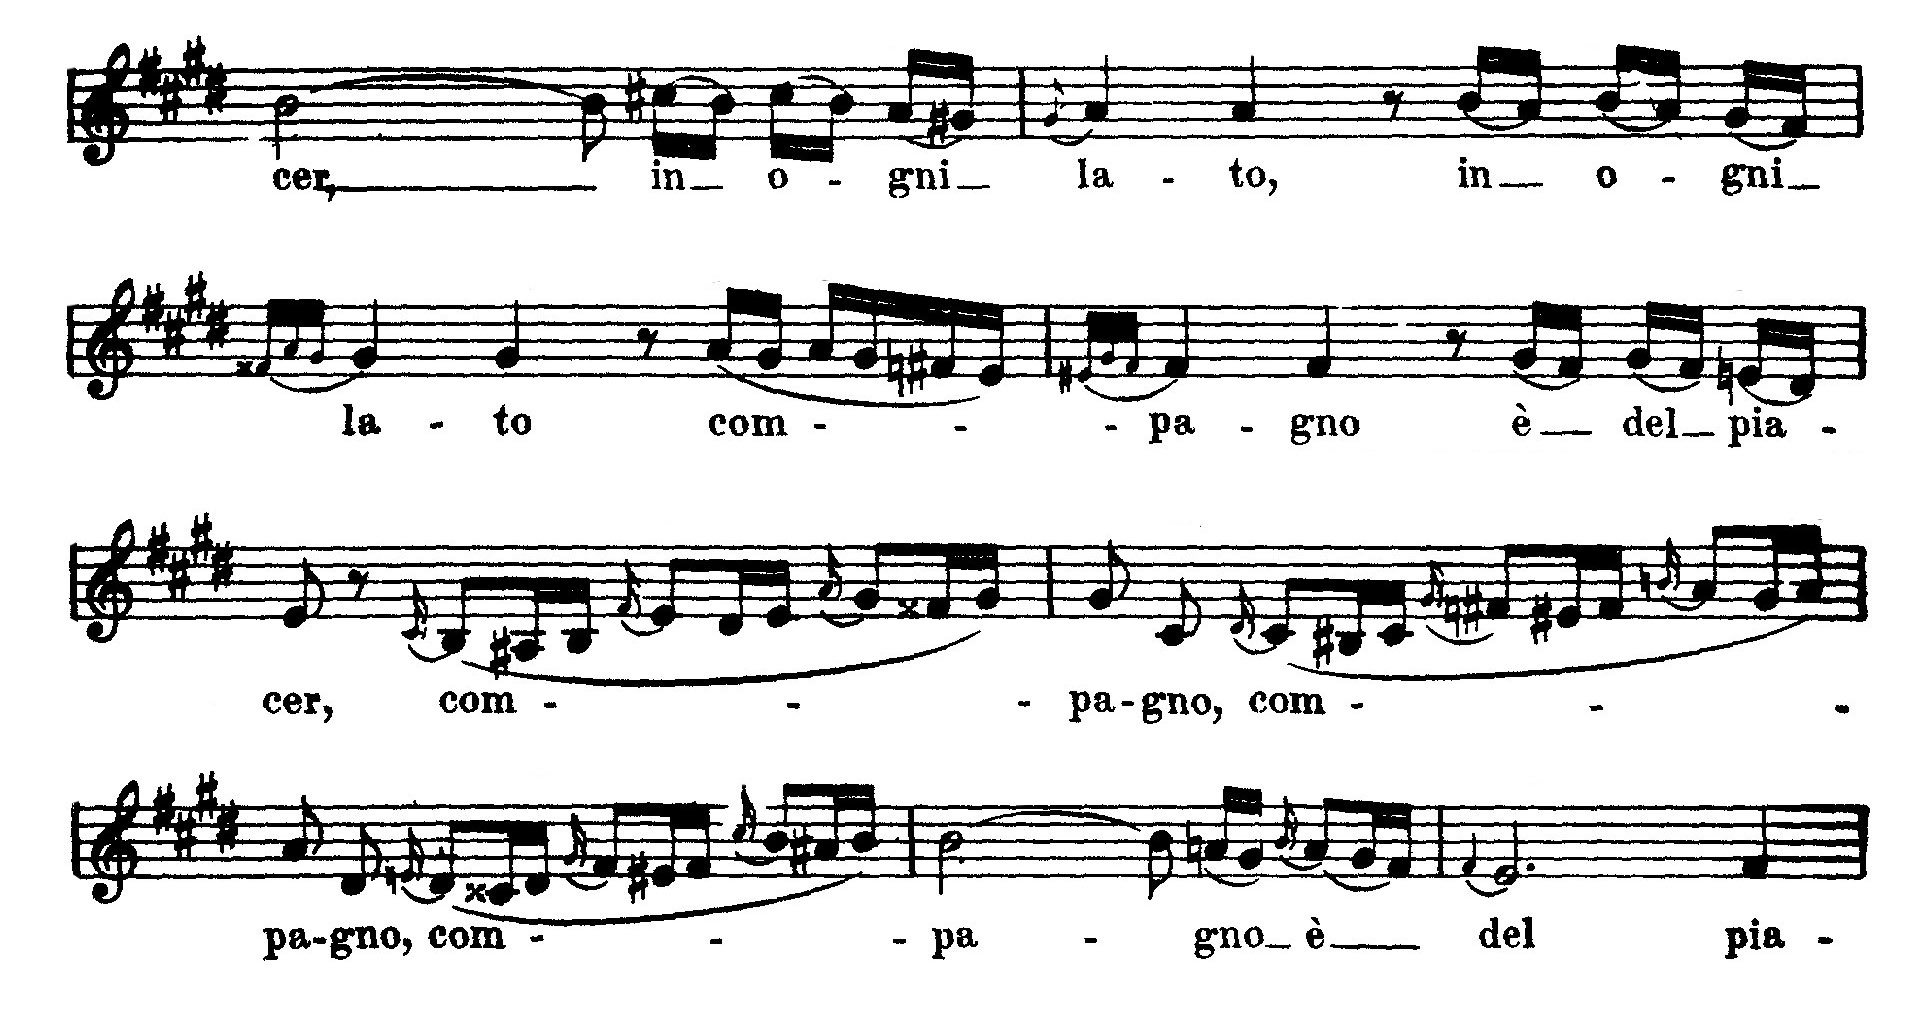 cer, in o - gni la - to, in o - gni
la - to com - - - pa - gno è del pia -
cer, com - - - pa - gno, com - - -
pa - gno, com - - - pa - gno è del pia -